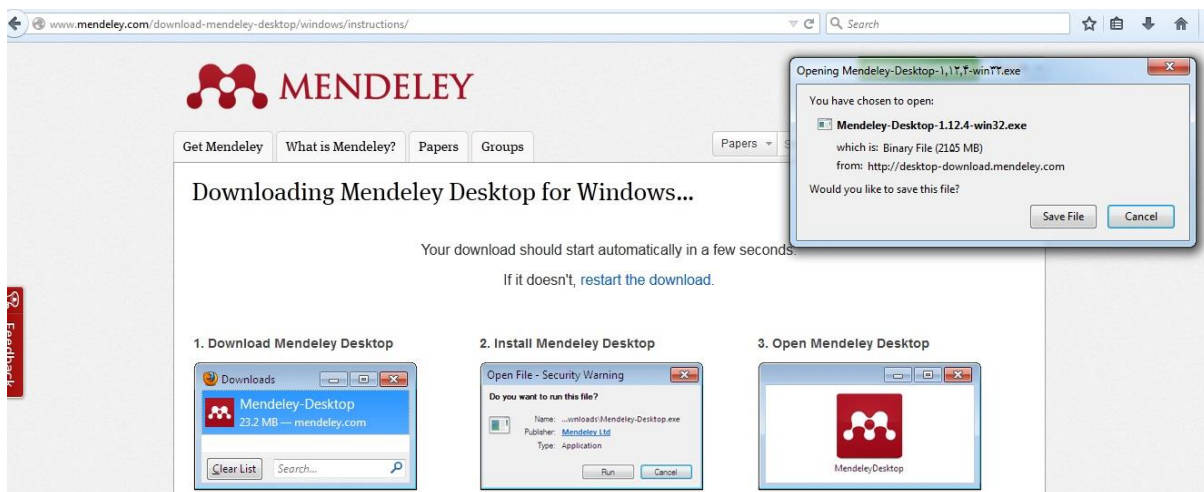 www.mendeley.com/download-mendeley-desktop/windows/instructions/
Search
MENDELEY
Get Mendeley What is Mendeley? Papers Groups
Papers
Opening Mendeley-Desktop-۱,۱۲,۴-win۳۲.exe
You have chosen to open:
Mendeley-Desktop-1.12.4-win32.exe
which is: Binary File
from: http://desktop-download.mendeley.com
Would you like to save this file?
Save File Cancel
Downloading Mendeley Desktop for Windows...
Your download should start automatically in a few seconds.
If it doesn't, restart the download.
Feedback
1. Download Mendeley Desktop
Downloads
Mendeley-Desktop
23.2 MB — mendeley.com
Clear List Search...
2. Install Mendeley Desktop
Open File - Security Warning
Do you want to run this file?
Name: ...wnloads\Mendeley-Desktop.exe
Publisher: Mendeley Ltd
Type: Application
Run Cancel
3. Open Mendeley Desktop
MendeleyDesktop